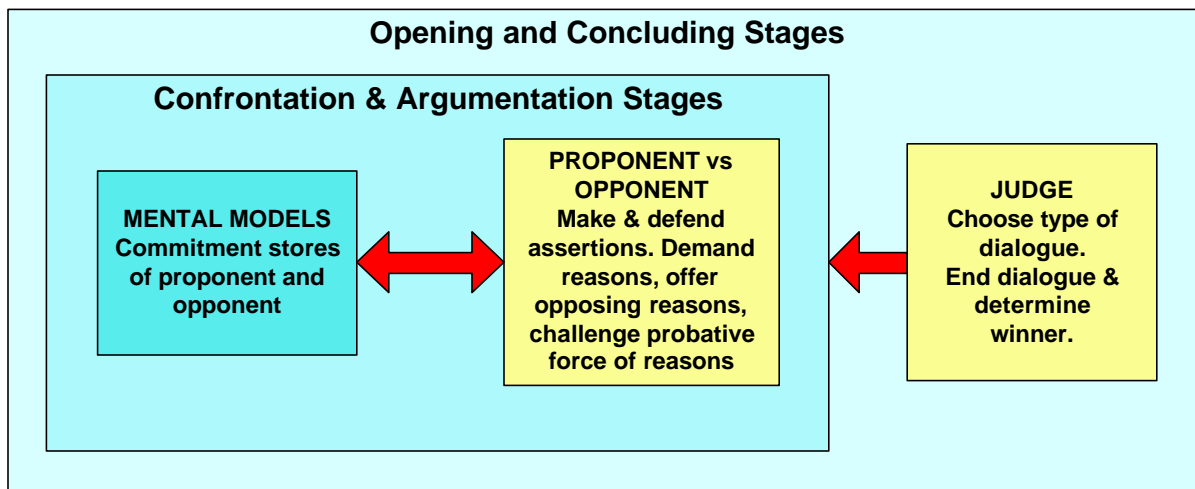 Opening and Concluding Stages
Confrontation & Argumentation Stages
MENTAL MODELS
Commitment stores
of proponent and
opponent
PROPONENT vs
OPPONENT
Make & defend
assertions. Demand
reasons, offer
opposing reasons,
challenge probative
force of reasons
JUDGE
Choose type of
dialogue.
End dialogue &
determine
winner.